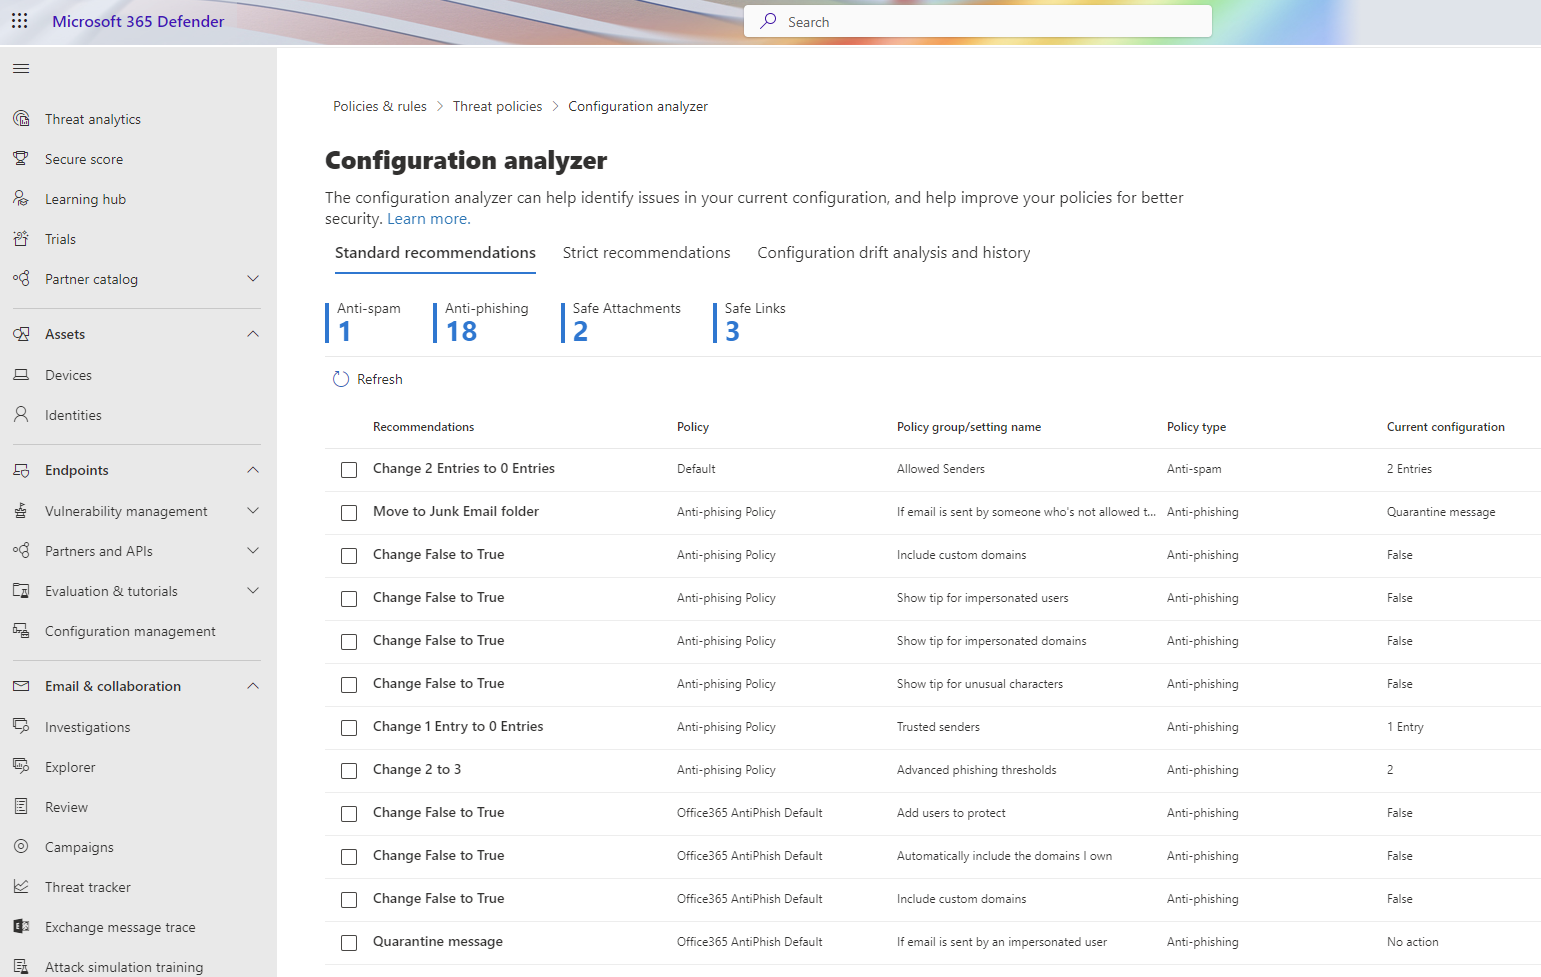 Microsoft 365 Defender
Search
Threat analytics
Secure score
Learning hub
Trials
Partner catalog
Assets
Devices
Identities
Endpoints
Vulnerability management
Partners and APIs
Evaluation & tutorials
Configuration management
Email & collaboration
Investigations
Explorer
Review
Campaigns
Threat tracker
Exchange message trace
Attack simulation training
Policies & rules > Threat policies > Configuration analyzer
Configuration analyzer
The configuration analyzer can help identify issues in your current configuration, and help improve your policies for better
security. Learn more.
Standard recommendations Strict recommendations Configuration drift analysis and history
Anti-spam Anti-phishing Safe Attachments Safe Links
1 18 2 3
Refresh
Recommendations Policy Policy group/setting name Policy type Current configuration
Change 2 Entries to 0 Entries Default Allowed Senders Anti-spam 2 Entries
Move to Junk Email folder Anti-phising Policy If email is sent by someone who's not allowed t... Anti-phishing Quarantine message
Change False to True Anti-phising Policy Include custom domains Anti-phishing False
Change False to True Anti-phising Policy Show tip for impersonated users Anti-phishing False
Change False to True Anti-phising Policy Show tip for impersonated domains Anti-phishing False
Change False to True Anti-phising Policy Show tip for unusual characters Anti-phishing False
Change 1 Entry to 0 Entries Anti-phising Policy Trusted senders Anti-phishing 1 Entry
Change 2 to 3 Anti-phising Policy Advanced phishing thresholds Anti-phishing 2
Change False to True Office365 AntiPhish Default Add users to protect Anti-phishing False
Change False to True Office365 AntiPhish Default Automatically include the domains I own Anti-phishing False
Change False to True Office365 AntiPhish Default Include custom domains Anti-phishing False
Quarantine message Office365 AntiPhish Default If email is sent by an impersonated user Anti-phishing No action